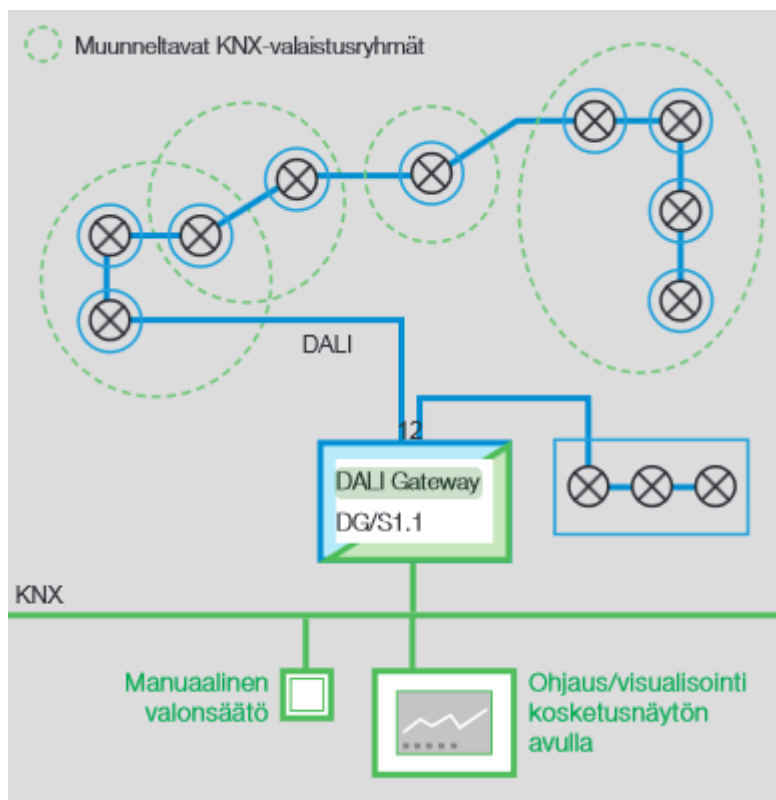 Muunneltavat KNX-valaistusryhmät
DALI
12
DALI Gateway
DG/S1.1
KNX
Manuaalinen
valonsäätö
Ohjaus/visualisointi
kosketusnäytön
avulla